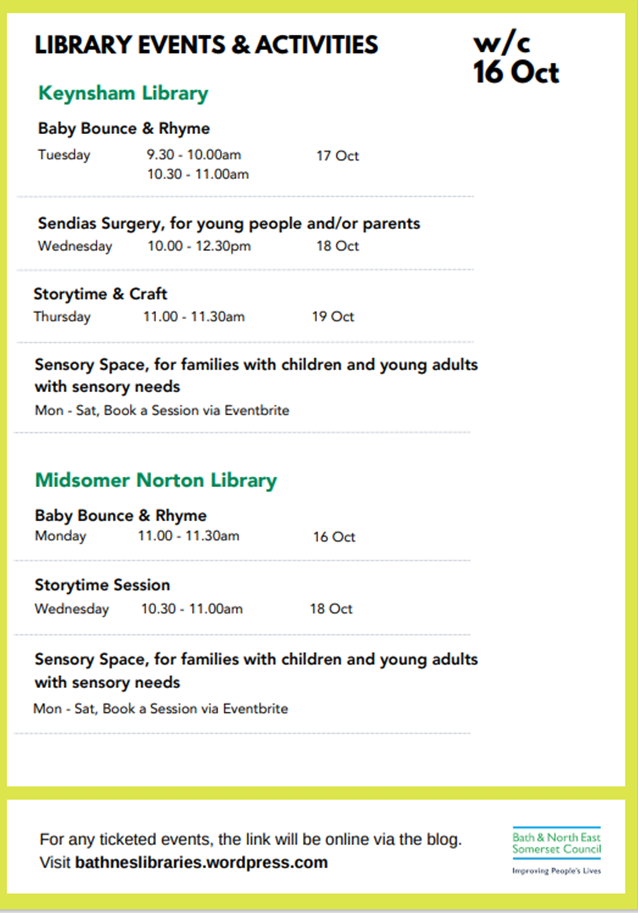 LIBRARY EVENTS & ACTIVITIES
w/c
16 Oct
Keynsham Library
Baby Bounce & Rhyme
Tuesday 9.30 - 10.00am 17 Oct
10.30 - 11.00am
Sendias Surgery, for young people and/or parents
Wednesday 10.00 - 12.30pm 18 Oct
Storytime & Craft
Thursday 11.00 - 11.30am 19 Oct
Sensory Space, for families with children and young adults
with sensory needs
Mon - Sat, Book a Session via Eventbrite
Midsomer Norton Library
Baby Bounce & Rhyme
Monday 11.00 - 11.30am 16 Oct
Storytime Session
Wednesday 10.30 - 11.00am 18 Oct
Sensory Space, for families with children and young adults
with sensory needs
Mon - Sat, Book a Session via Eventbrite
For any ticketed events, the link will be online via the blog.
Visit bathneslibraries.wordpress.com
Bath & North East
Somerset Council
Improving People's Lives